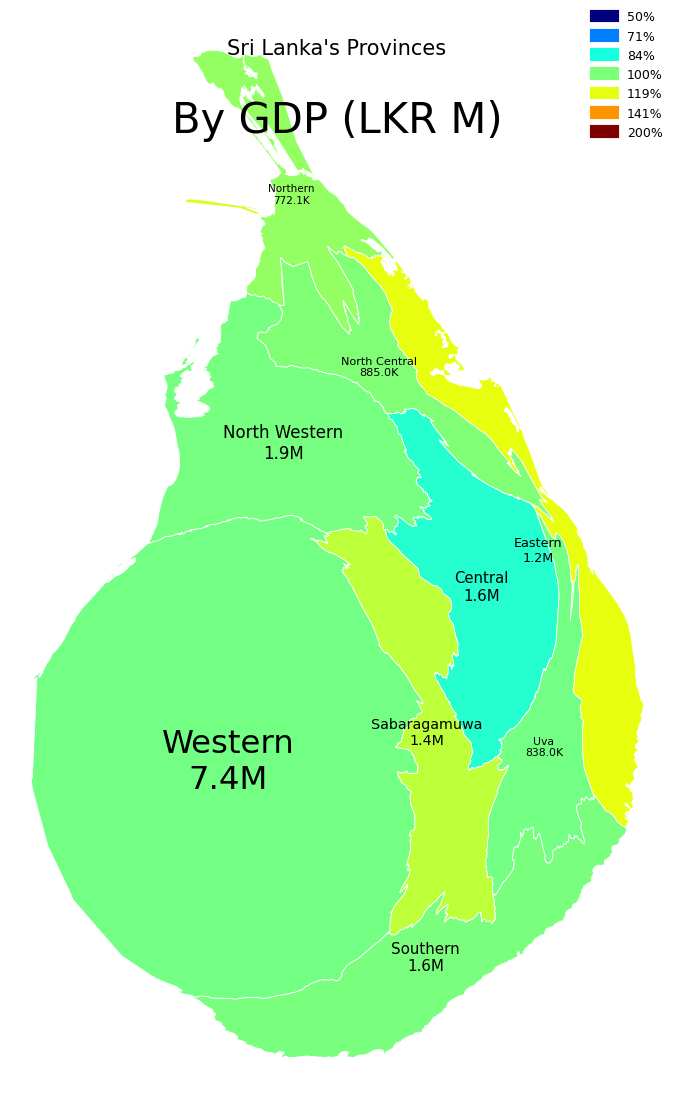 Sri Lanka's Provinces
By GDP (LKR M)
50%
71%
84%
100%
119%
141%
200%
Northern
772.1K
North Central
885.0K
North Western
1.9M
Eastern
1.2M
Central
1.6M
Sabaragamuwa
1.4M
Western
7.4M
Uva
838.0K
Southern
1.6M